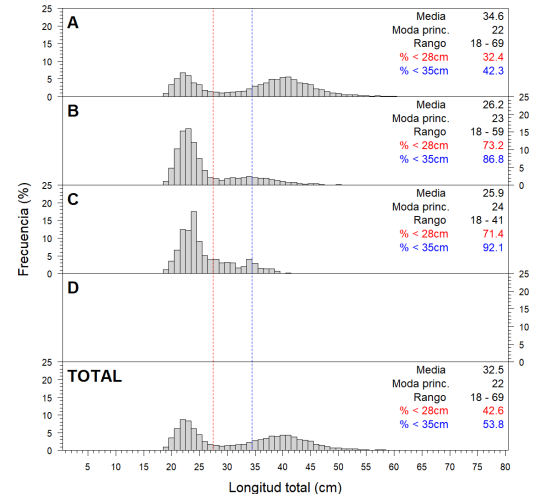 25
20
15
10
5
0
A
Media 34.6
Moda princ. 22
Rango 18 - 69
% < 28cm 32.4
% < 35cm 42.3
25
20
15
10
5
0
B
Media 26.2
Moda princ. 23
Rango 18 - 59
% < 28cm 73.2
% < 35cm 86.8
25
20
15
10
5
0
C
Media 25.9
Moda princ. 24
Rango 18 - 41
% < 28cm 71.4
% < 35cm 92.1
25
20
15
10
5
0
D
25
20
15
10
5
0
TOTAL
Media 32.5
Moda princ. 22
Rango 18 - 69
% < 28cm 42.6
% < 35cm 53.8
Frecuencia (%)
5 10 15 20 25 30 35 40 45 50 55 60 65 70 75 80
Longitud total (cm)